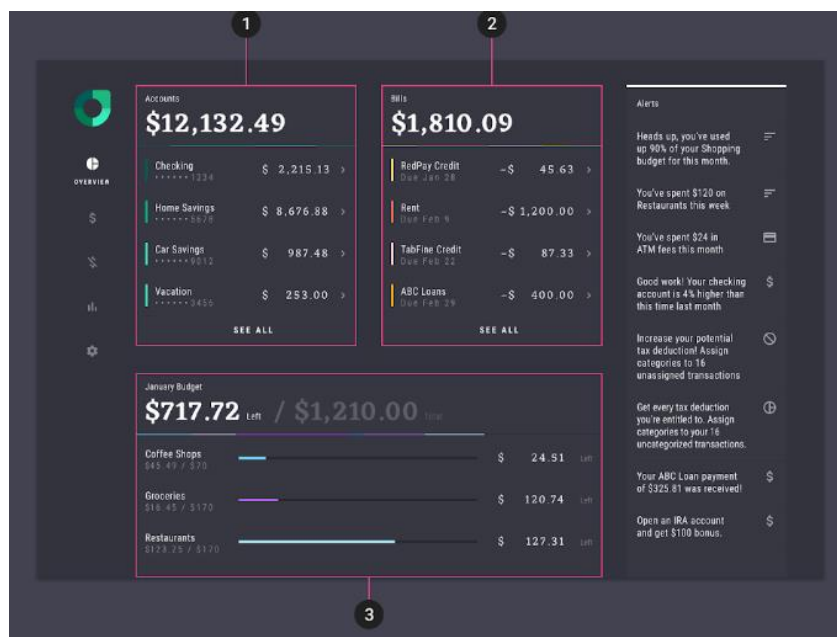 1
2
OVERVIEW
Accounts
$12,132.49
Checking $ 2,215.13 >
••••••1234
Home Savings $ 8,676.88 >
••••••5678
Car Savings $ 987.48 >
••••••9012
Vacation $ 253.00 >
••••••3456
SEE ALL
Bills
$1,810.09
RedPay Credit -$ 45.63 >
Due Jan 28
Rent -$ 1,200.00 >
Due Feb 9
TabFine Credit -$ 87.33 >
Due Feb 22
ABC Loans -$ 400.00 >
Due Feb 29
SEE ALL
January Budget
$717.72 Left / $1,210.00 Total
Coffee Shops $ 24.51 Left
$45.49 / $70
Groceries $ 120.74 Left
$16.45 / $170
Restaurants $ 127.31 Left
$123.25 / $170
3
Alerts
Heads up, you've used
up 90% of your Shopping
budget for this month.
You've spent $120 on
Restaurants this week
You've spent $24 in
ATM fees this month
Good work! Your checking
account is 4% higher than
this time last month
Increase your potential
tax deduction! Assign
categories to 16
unassigned transactions
Get every tax deduction
you're entitled to. Assign
categories to your 16
uncategorized transactions.
Your ABC Loan payment
of $325.81 was received!
Open an IRA account
and get $100 bonus.